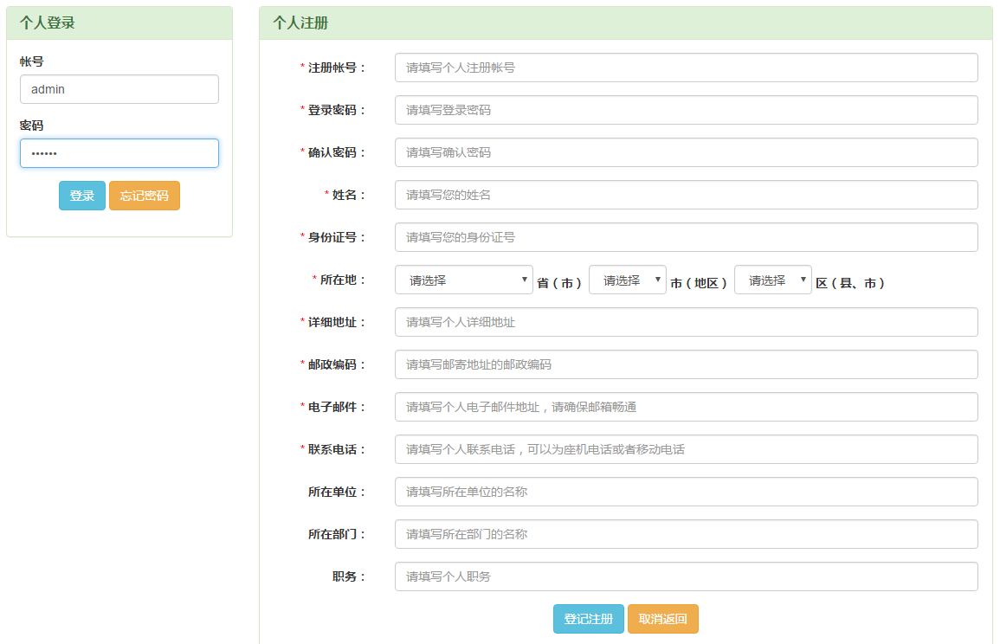 个人登录
帐号
admin
密码
••••••
登录 忘记密码
个人注册
* 注册帐号： 请填写个人注册帐号
* 登录密码： 请填写登录密码
* 确认密码： 请填写确认密码
* 姓名： 请填写您的姓名
* 身份证号： 请填写您的身份证号
* 所在地： 请选择 省（市） 请选择 市（地区） 请选择 区（县、市）
* 详细地址： 请填写个人详细地址
* 邮政编码： 请填写邮寄地址的邮政编码
* 电子邮件： 请填写个人电子邮件地址，请确保邮箱畅通
* 联系电话： 请填写个人联系电话，可以为座机电话或者移动电话
所在单位： 请填写所在单位的名称
所在部门： 请填写所在部门的名称
职务： 请填写个人职务
登记注册 取消返回